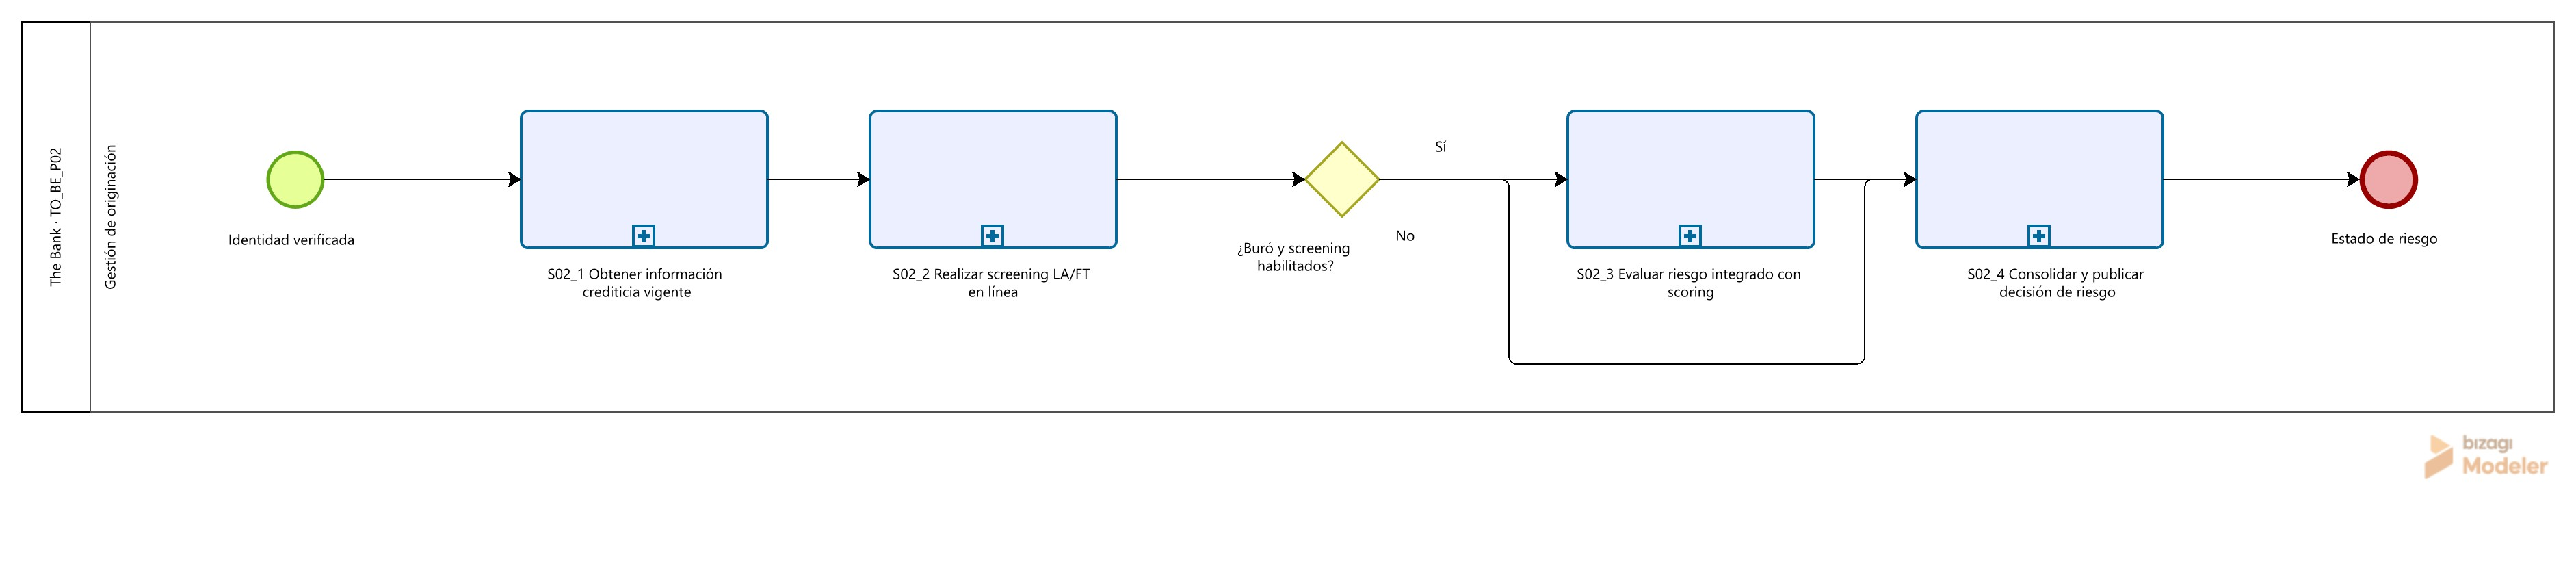 The Bank · TO_BE_P02
Gestión de originación
Identidad verificada
S02_1 Obtener información
crediticia vigente
S02_2 Realizar screening LA/FT
en línea
¿Buró y screening
habilitados?
Sí
No
S02_3 Evaluar riesgo integrado con
scoring
S02_4 Consolidar y publicar
decisión de riesgo
Estado de riesgo
bizagi
Modeler